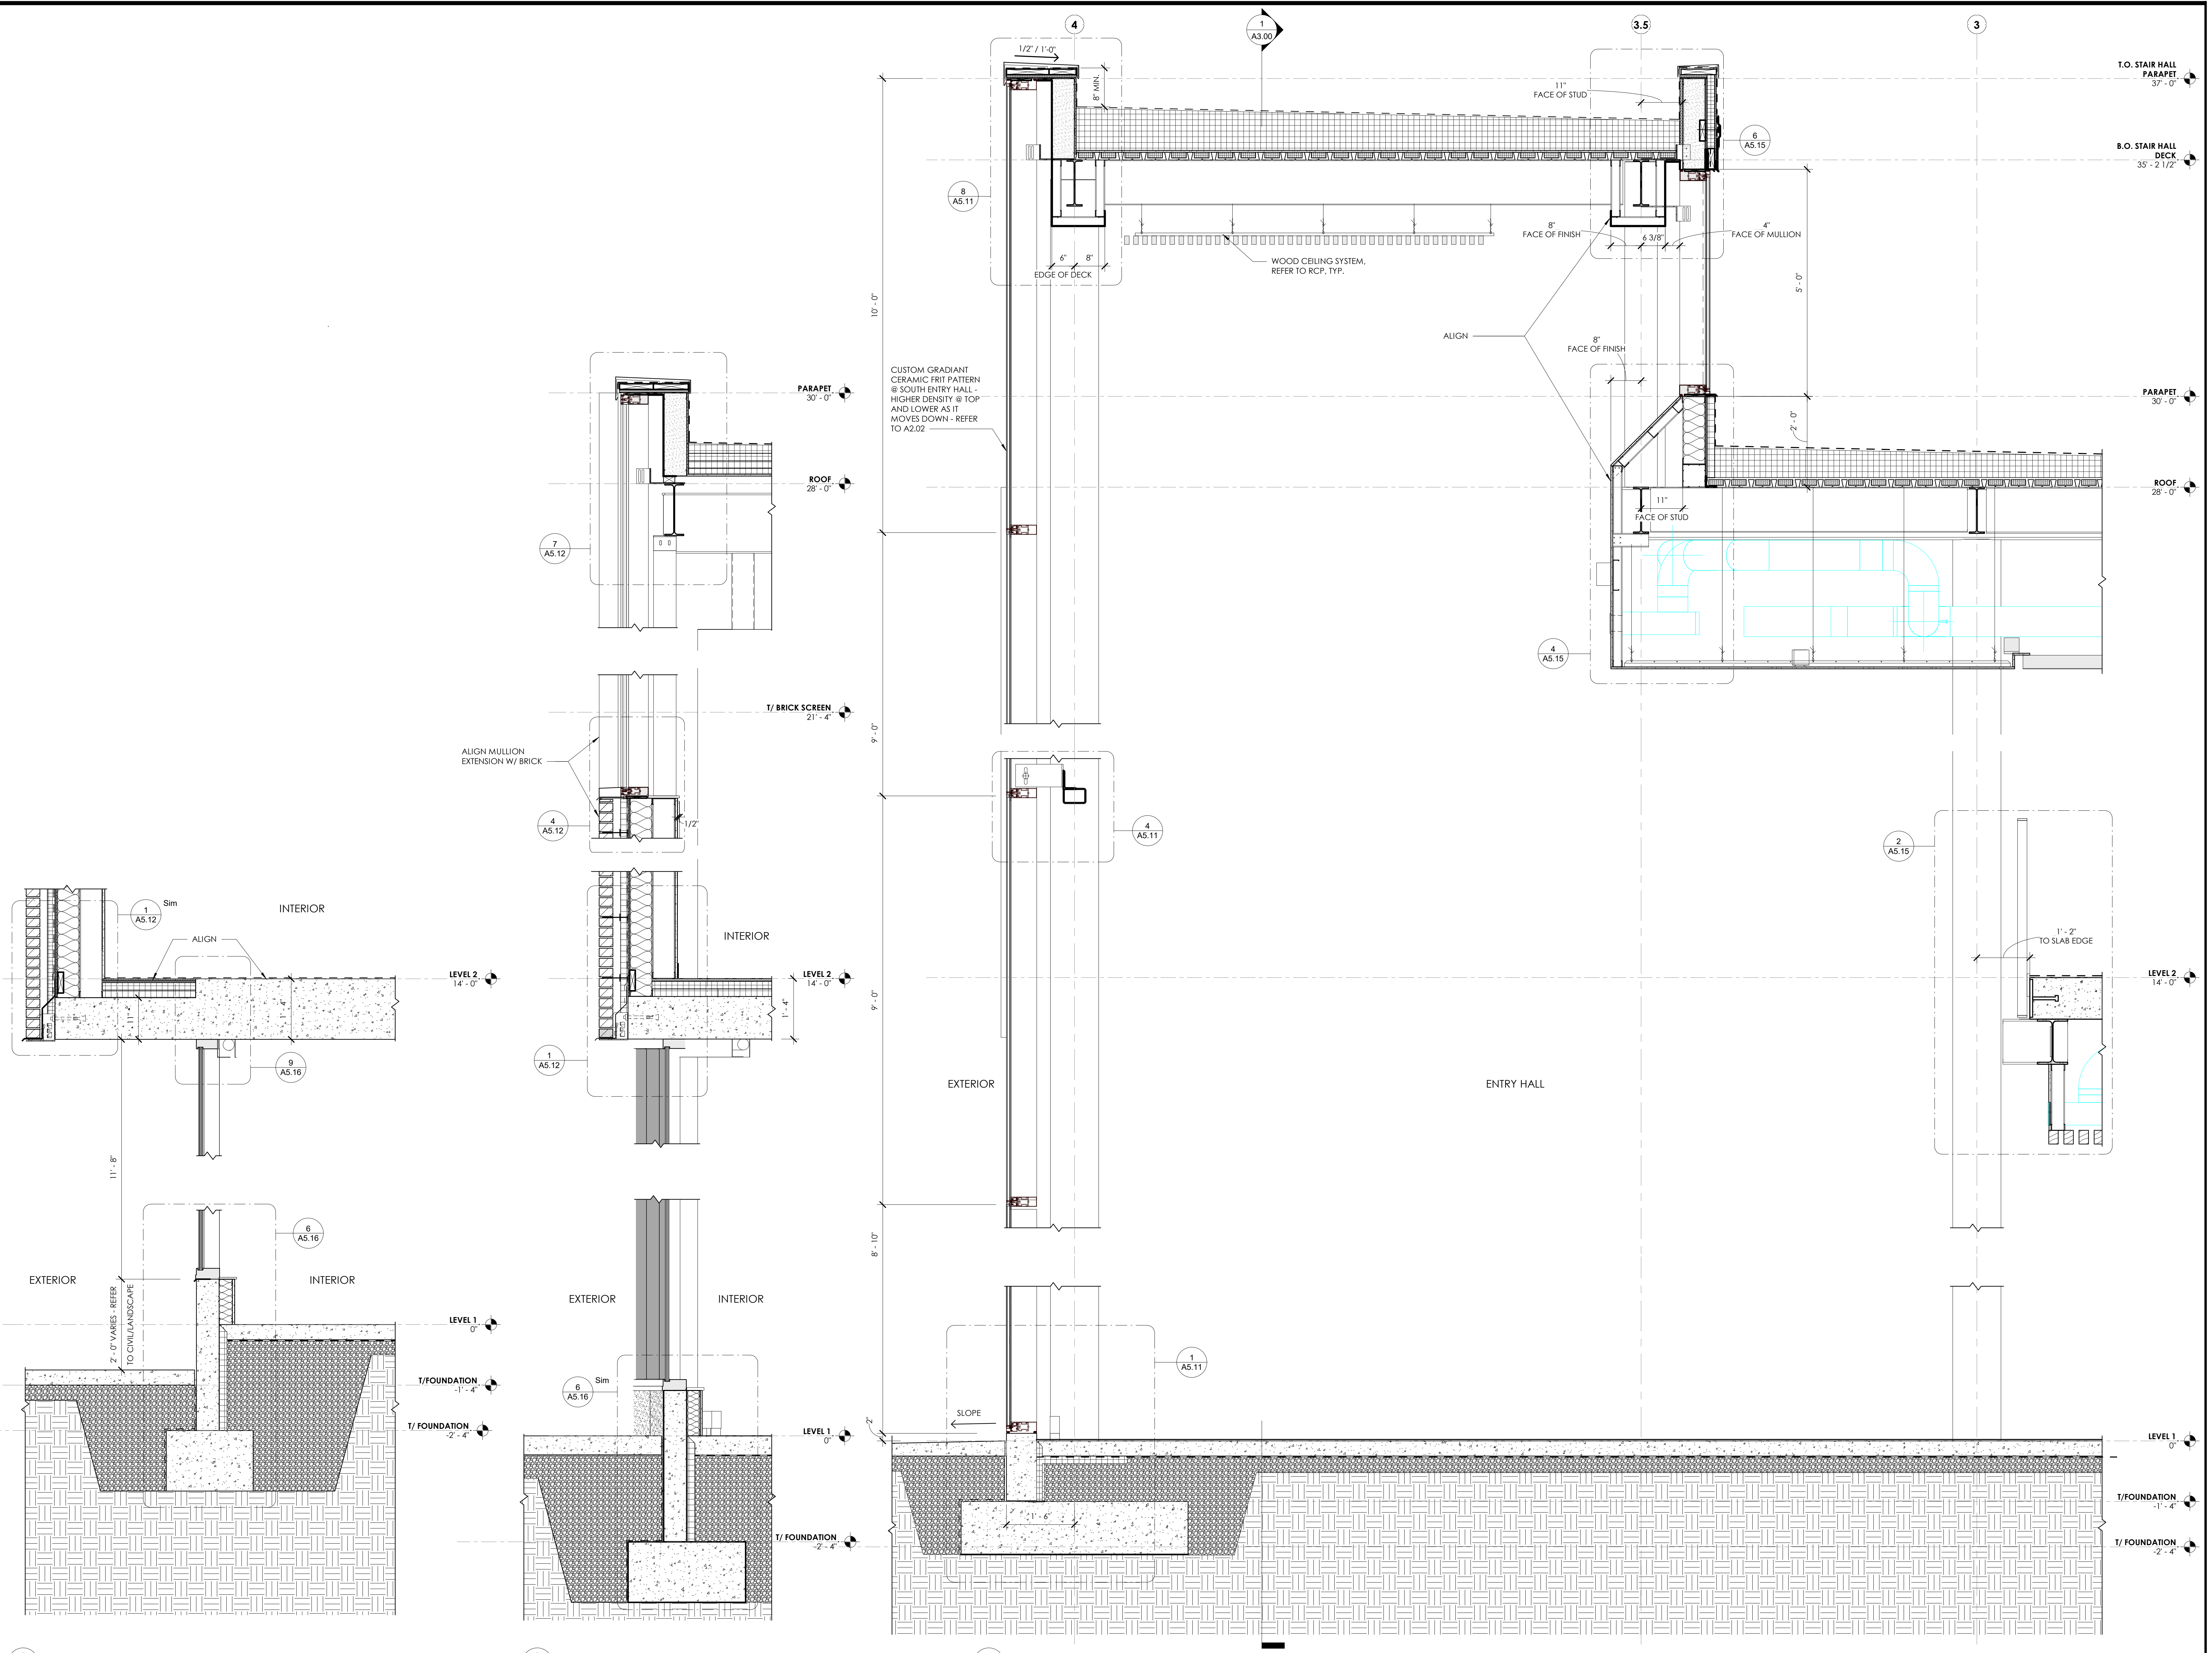 4
1
A3.00
3.5
3
1/2" / 1'-0"
8" MIN.
11"
FACE OF STUD
6
A5.15
T.O. STAIR HALL
PARAPET
37' - 0"
B.O. STAIR HALL
DECK
35' - 2 1/2"
8
A5.11
6"
8"
EDGE OF DECK
WOOD CEILING SYSTEM,
REFER TO RCP, TYP.
8"
FACE OF FINISH
6 3/8"
4"
FACE OF MULLION
10' - 0"
5' - 0"
ALIGN
8"
FACE OF FINISH
CUSTOM GRADIANT
CERAMIC FRIT PATTERN
@ SOUTH ENTRY HALL -
HIGHER DENSITY @ TOP
AND LOWER AS IT
MOVES DOWN - REFER
TO A2.02
PARAPET
30' - 0"
PARAPET
30' - 0"
2' - 0"
ROOF
28' - 0"
ROOF
28' - 0"
11"
FACE OF STUD
7
A5.12
4
A5.15
T/ BRICK SCREEN
21' - 4"
9' - 0"
ALIGN MULLION
EXTENSION W/ BRICK
4
A5.12
1/2"
4
A5.11
2
A5.15
1
A5.12
Sim
INTERIOR
ALIGN
INTERIOR
1' - 2"
TO SLAB EDGE
LEVEL 2
14' - 0"
LEVEL 2
14' - 0"
LEVEL 2
14' - 0"
11"
1' - 4"
1' - 4"
9' - 0"
9
A5.16
1
A5.12
EXTERIOR
ENTRY HALL
11' - 8"
6
A5.16
8' - 10"
EXTERIOR
INTERIOR
2' - 0" VARIES - REFER
TO CIVIL/LANDSCAPE
EXTERIOR
INTERIOR
LEVEL 1
0"
T/FOUNDATION
-1' - 4"
T/ FOUNDATION
-2' - 4"
6
A5.16
Sim
1
A5.11
SLOPE
2"
LEVEL 1
0"
LEVEL 1
0"
T/FOUNDATION
-1' - 4"
1' - 6"
T/ FOUNDATION
-2' - 4"
T/ FOUNDATION
-2' - 4"